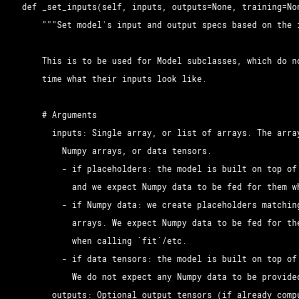 def _set_inputs(self, inputs, outputs=None, training=Non
"""Set model's input and output specs based on the
This is to be used for Model subclasses, which do no
time what their inputs look like.
# Arguments
inputs: Single array, or list of arrays. The array
Numpy arrays, or data tensors.
- if placeholders: the model is built on top of
and we expect Numpy data to be fed for them wh
- if Numpy data: we create placeholders matching
arrays. We expect Numpy data to be fed for the
when calling `fit`/etc.
- if data tensors: the model is built on top of
We do not expect any Numpy data to be provided
outputs: Optional output tensors (if already compu